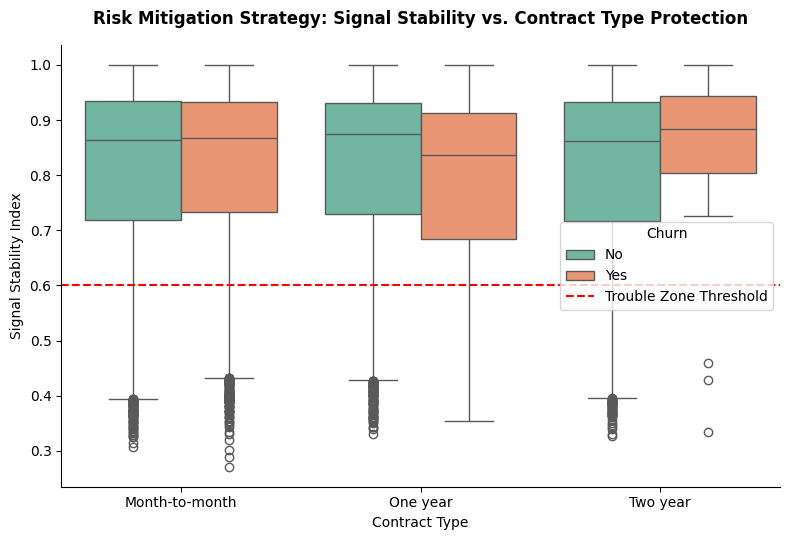 Risk Mitigation Strategy: Signal Stability vs. Contract Type Protection
Signal Stability Index
1.0
0.9
0.8
0.7
0.6
0.5
0.4
0.3
Churn
No
Yes
Trouble Zone Threshold
Month-to-month
One year
Two year
Contract Type